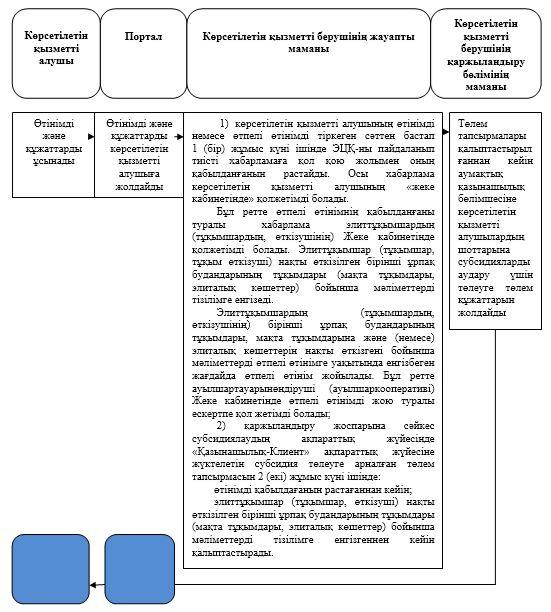 Көрсетілетін
қызметті
алушы
Портал
Көрсетілетін қызметті берушінің жауапты
маманы
Көрсетілетін
қызметті
берушінің
қаржыландыру
бөлімінің
маманы
Өтінімді
және
құжаттарды
ұсынады
Өтінімді және
құжаттарды
көрсетілетін
қызметті
алушыға
жолдайды
1) көрсетілетін қызметті алушының өтінімді
немесе өтпелі өтінімді тіркеген сәттен бастап
1 (бір) жұмыс күні ішінде ЭЦҚ-ны пайдаланып
тиісті хабарламаға қол қою жолымен оның
қабылданғанын растайды. Осы хабарлама
көрсетілетін қызметті алушының «жеке
кабинетінде» қолжетімді болады.
Бұл ретте өтпелі өтінімнің қабылданғаны
туралы хабарлама элиттұқымшардың
(тұқымшардың, өткізушінің) Жеке кабинетінде
қолжетімді болады. Элиттұқымшар (тұқымшар,
тұқым өткізуші) нақты өткізілген бірінші ұрпақ
будандарының тұқымдары (мақта тұқымдары,
элиталық көшеттер) бойынша мәліметтерді
тізілімге енгізеді.
Элиттұқымшардың (тұқымшардың,
өткізушінің) бірінші ұрпақ будандарының
тұқымдары, мақта тұқымдарына және (немесе)
элиталық көшеттерін нақты өткізгені бойынша
мәліметтерді өтпелі өтінімге уақытында енгізбеген
жағдайда өтпелі өтінім жойылады. Бұл ретте
ауылшартауарынөндіруші (ауылшаркооперативі)
Жеке кабинетінде өтпелі өтінімді жою туралы
ескертпе қол жетімді болады;
2) қаржыландыру жоспарына сәйкес
субсидиялаудың ақпараттық жүйесінде
«Қазынашылық-Клиент» ақпараттық жүйесіне
жүктелетін субсидия төлеуге арналған төлем
тапсырмасын 2 (екі) жұмыс күні ішінде:
өтінімді қабылдағанын растағаннан кейін;
элиттұқымшар (тұқымшар, өткізуші) нақты
өткізілген бірінші ұрпақ будандарының тұқымдары
(мақта тұқымдары, элиталық көшеттер) бойынша
мәліметтерді тізілімге енгізгеннен кейін
қалыптастырады.
Төлем
тапсырмалары
қалыптастырыл
ғаннан кейін
аумақтық
қазынашылық
бөлімшесіне
көрсетілетін
қызметті
алушылардың
шоттарына
субсидияларды
аудару үшін
төлеуге төлем
құжаттарын
жолдайды